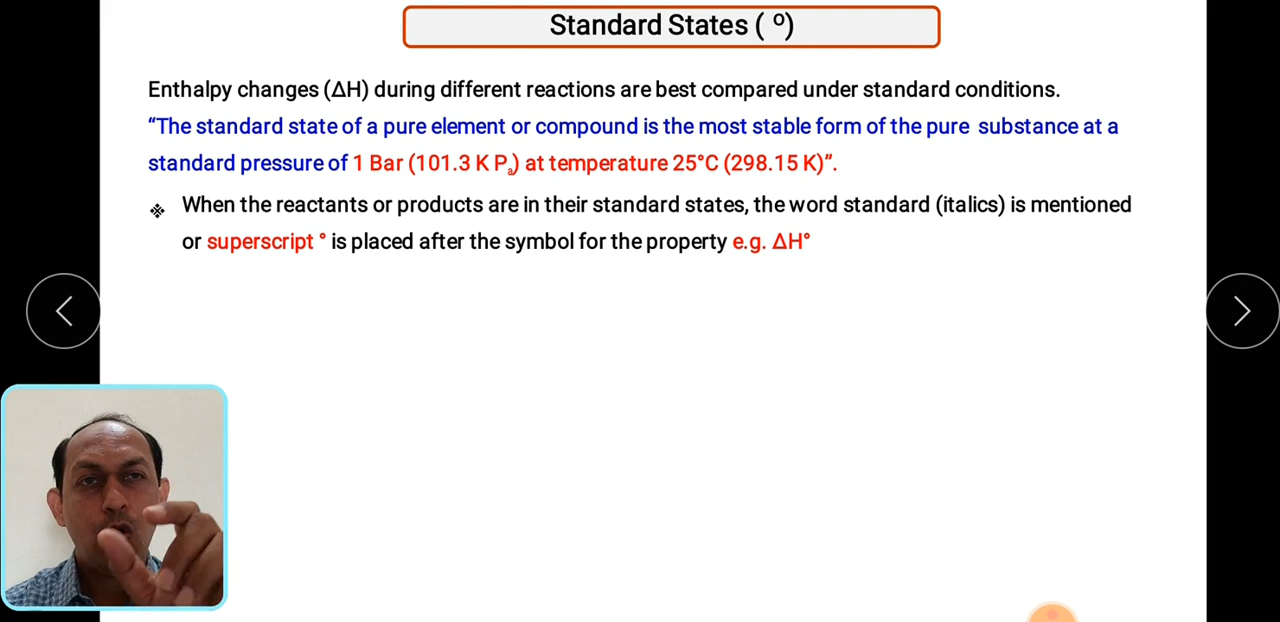 Standard States ( º)
Enthalpy changes (ΔH) during different reactions are best compared under standard conditions.
“The standard state of a pure element or compound is the most stable form of the pure substance at a
standard pressure of 1 Bar (101.3 K Pₐ) at temperature 25°C (298.15 K)”.
❖ When the reactants or products are in their standard states, the word standard (italics) is mentioned
or superscript ° is placed after the symbol for the property e.g. ΔH°